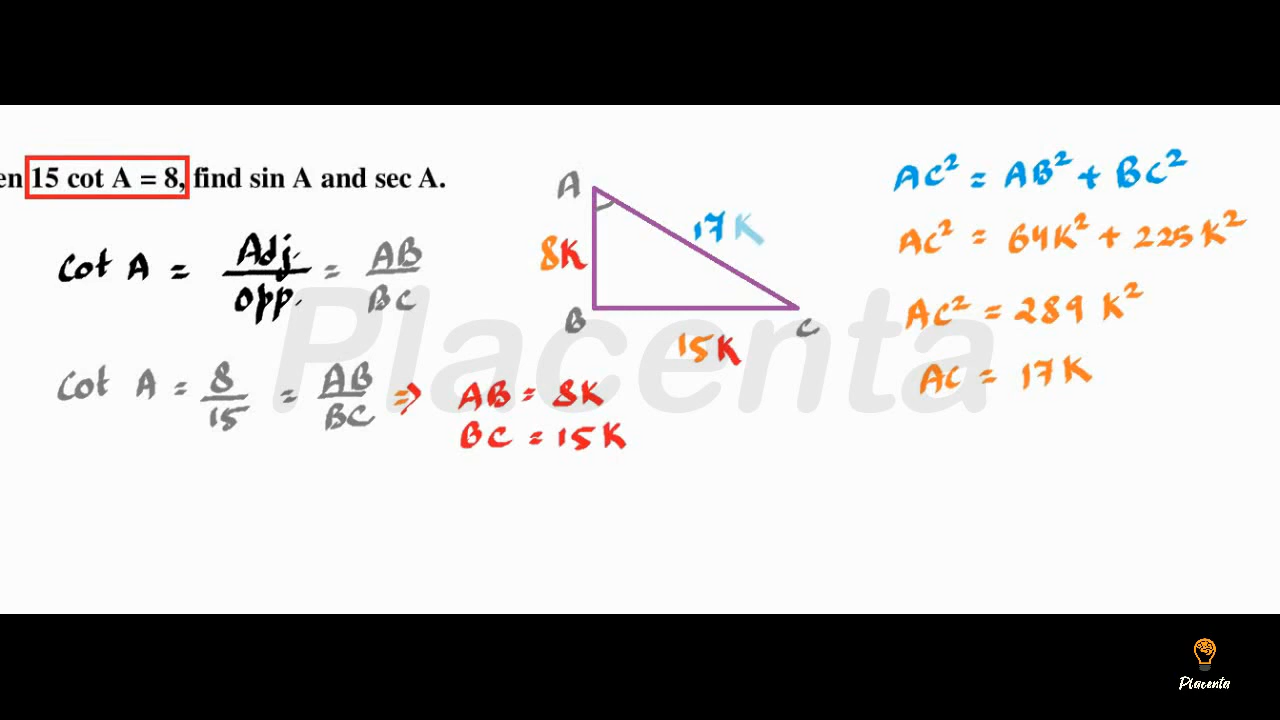 en 15 cot A = 8, find sin A and sec A.
Cot A = Adj. / opp. = AB / BC
Cot A = 8 / 15 = AB / BC ⇒ AB = 8K
BC = 15K
A
17K
8K
B
C
15K
AC² = AB² + BC²
AC² = 64K² + 225K²
AC² = 289 K²
AC = 17K
Placenta
Placenta